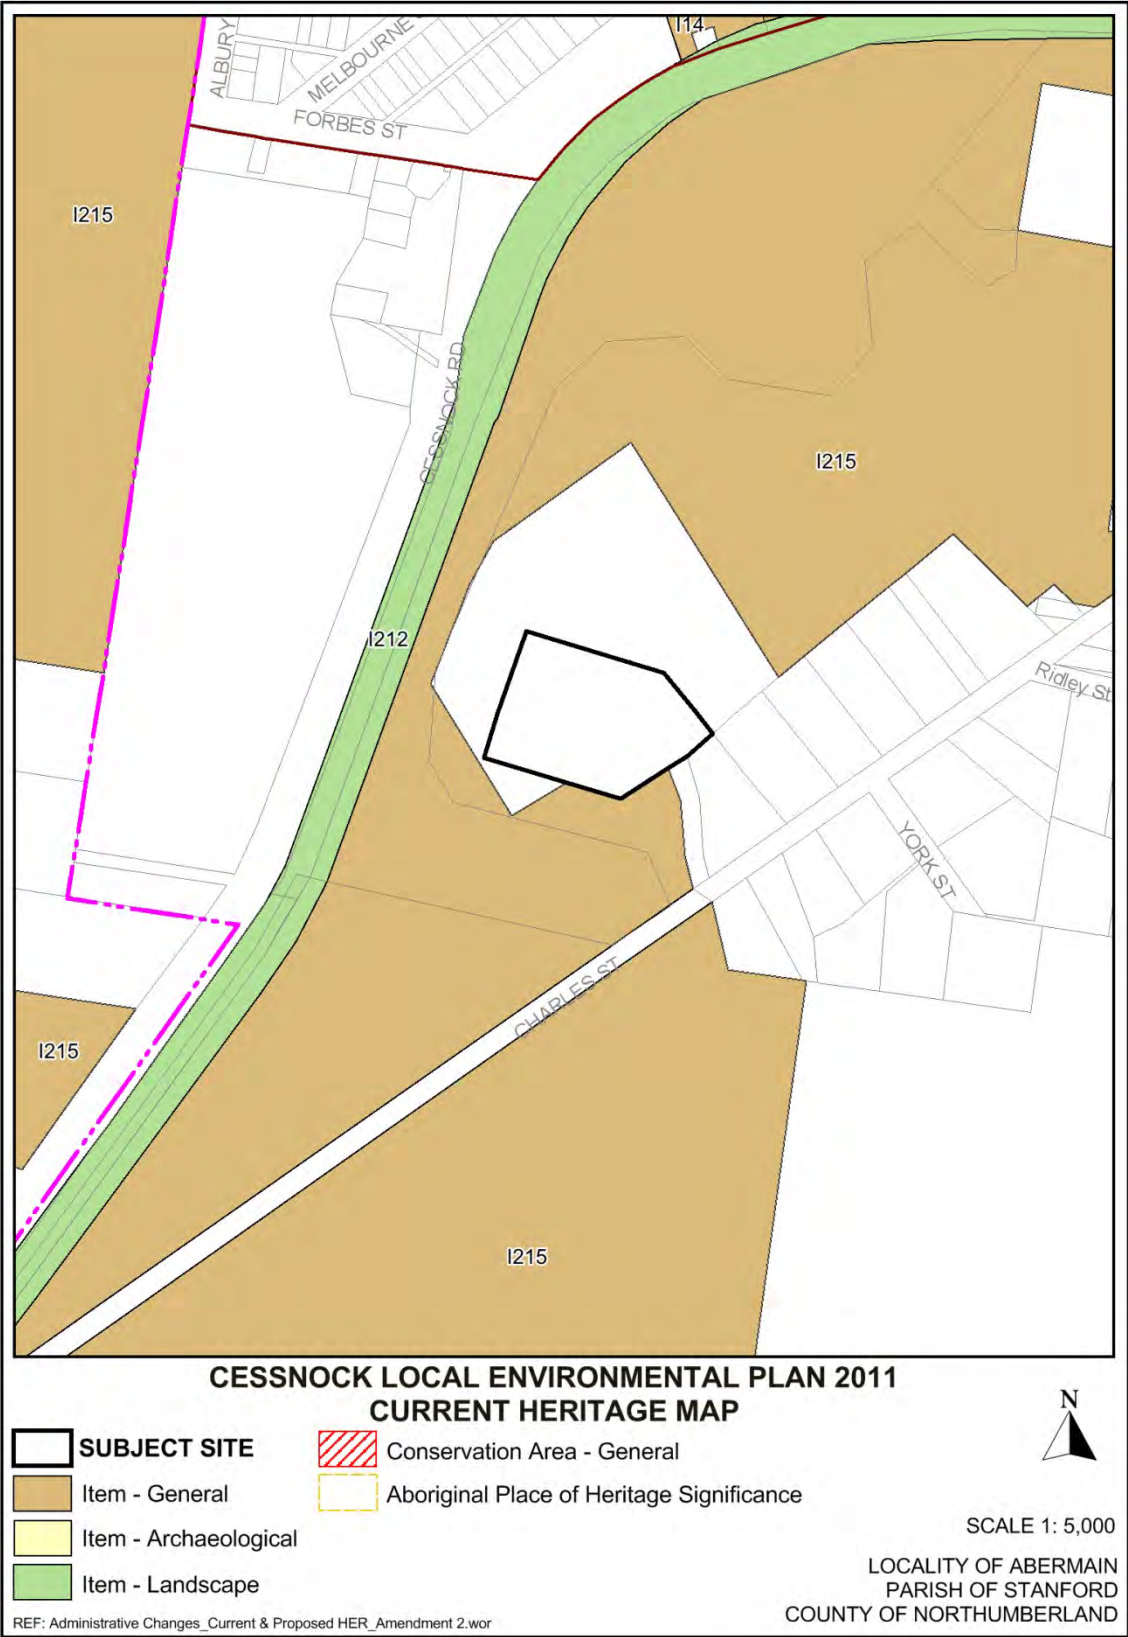 I14
ALBURY
MELBOURNE
FORBES ST
I215
CESSNOCK RD
I215
I212
Ridley St
YORK ST
CHARLES ST
I215
I215
CESSNOCK LOCAL ENVIRONMENTAL PLAN 2011
CURRENT HERITAGE MAP
N
SUBJECT SITE
Conservation Area - General
Item - General
Aboriginal Place of Heritage Significance
Item - Archaeological
SCALE 1: 5,000
Item - Landscape
LOCALITY OF ABERMAIN
PARISH OF STANFORD
COUNTY OF NORTHUMBERLAND
REF: Administrative Changes_Current & Proposed HER_Amendment 2.wor